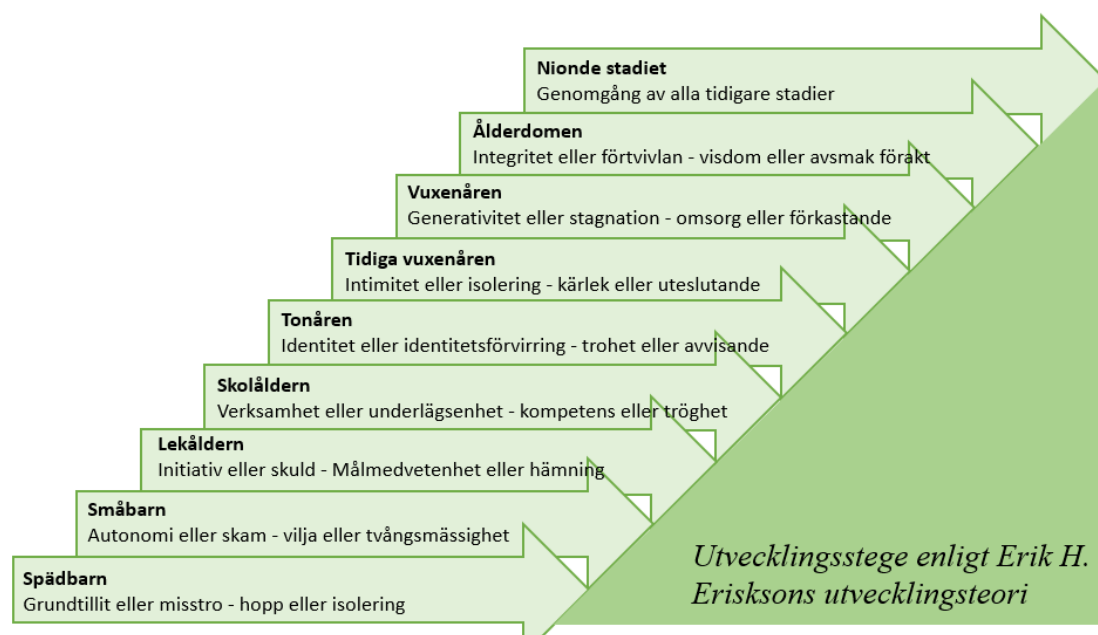 Nionde stadiet
Genomgång av alla tidigare stadier
Ålderdomen
Integritet eller förtvivlan - visdom eller avsmak förakt
Vuxenåren
Generativitet eller stagnation - omsorg eller förkastande
Tidiga vuxenåren
Intimitet eller isolering - kärlek eller uteslutande
Tonåren
Identitet eller identitetsförvirring - trohet eller avvisande
Skolåldern
Verksamhet eller underlägsenhet - kompetens eller tröghet
Lekåldern
Initiativ eller skuld - Målmedvetenhet eller hämning
Småbarn
Autonomi eller skam - vilja eller tvångsmässighet
Spädbarn
Grundtillit eller misstro - hopp eller isolering
Utvecklingsstege enligt Erik H.
Erisksons utvecklingsteori